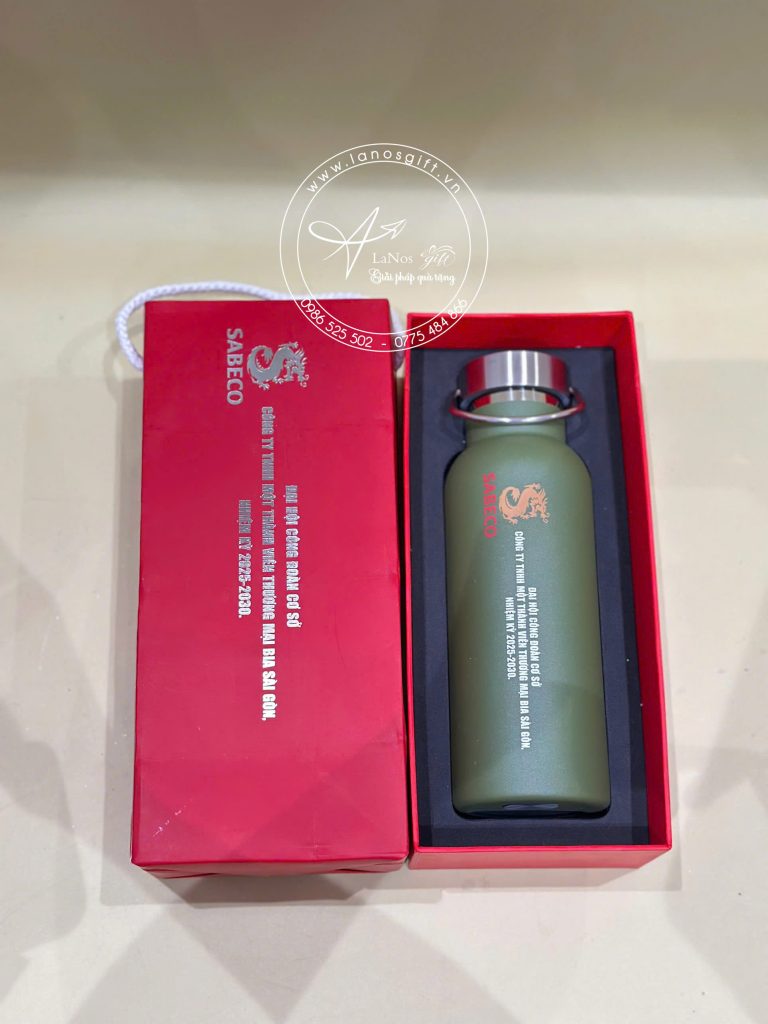 www.lanosgift.vn
LaNos gift
Giải pháp quà tặng
0986 525 502 - 0775 484 866
SABECO
ĐẠI HỘI CÔNG ĐOÀN CƠ SỞ
CÔNG TY TNHH MỘT THÀNH VIÊN THƯƠNG MẠI BIA SÀI GÒN,
NHIỆM KỲ 2025-2030.
SABECO
ĐẠI HỘI CÔNG ĐOÀN CƠ SỞ
CÔNG TY TNHH MỘT THÀNH VIÊN THƯƠNG MẠI BIA SÀI GÒN,
NHIỆM KỲ 2025-2030.